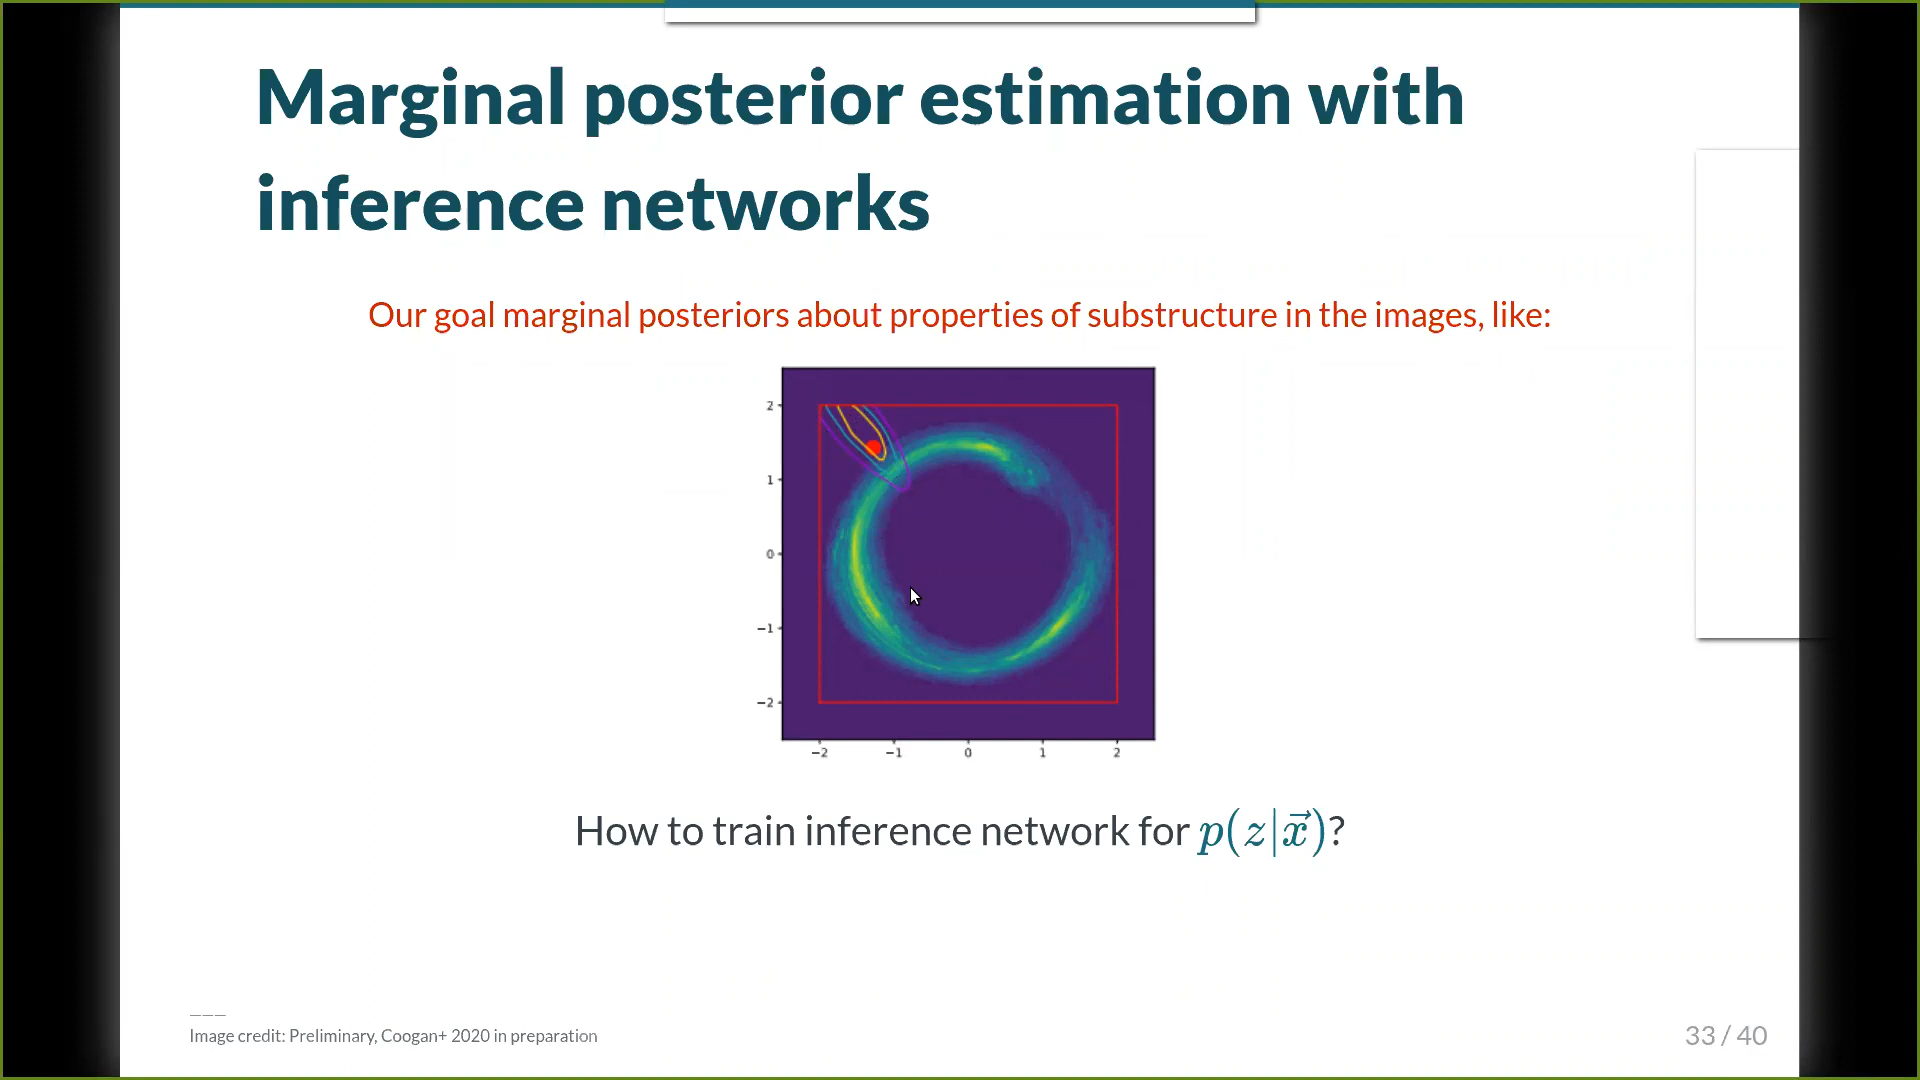 Marginal posterior estimation with
inference networks
Our goal marginal posteriors about properties of substructure in the images, like:
2
1
0
−1
−2
−2 −1 0 1 2
How to train inference network for p(z|x⃗)?
Image credit: Preliminary, Coogan+ 2020 in preparation
33 / 40